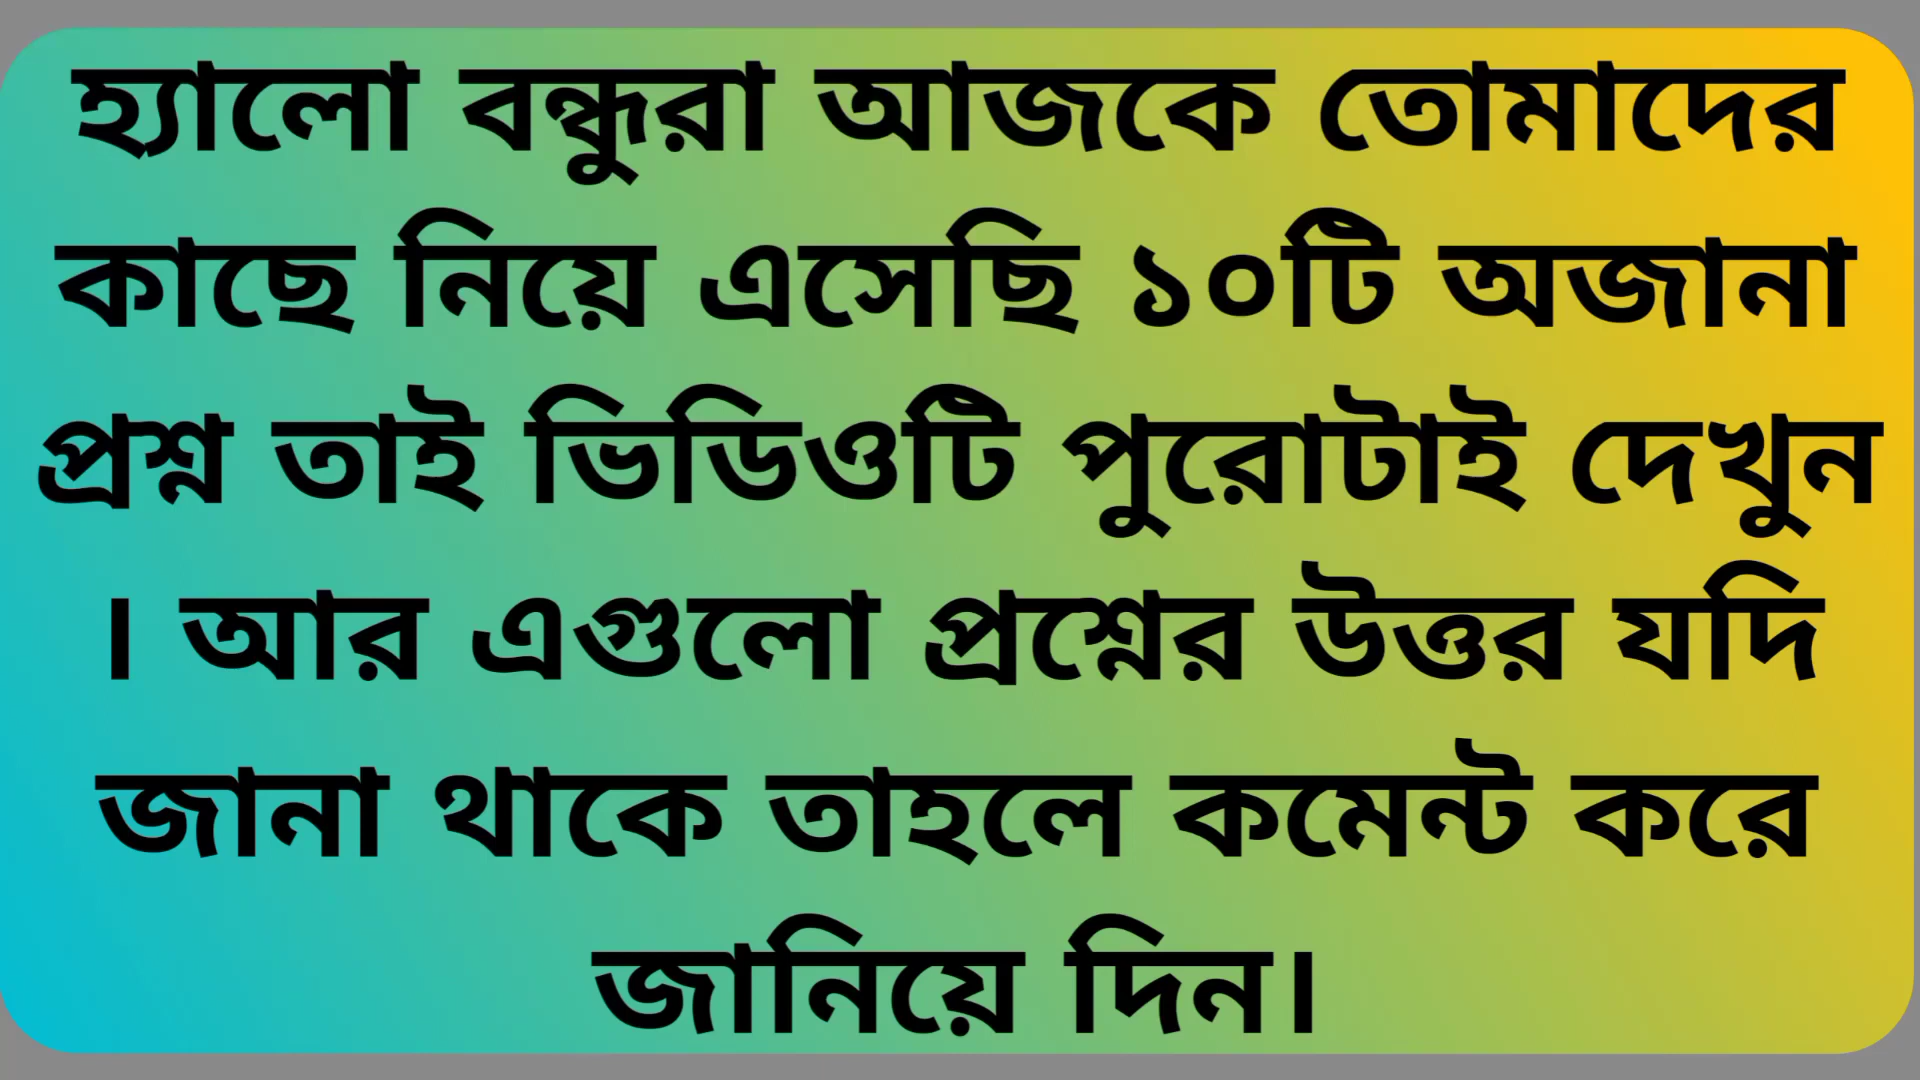 হ্যালো বন্ধুরা আজকে তোমাদের
কাছে নিয়ে এসেছি ১০টি অজানা
প্রশ্ন তাই ভিডিওটি পুরোটাই দেখুন
। আর এগুলো প্রশ্নের উত্তর যদি
জানা থাকে তাহলে কমেন্ট করে
জানিয়ে দিন।